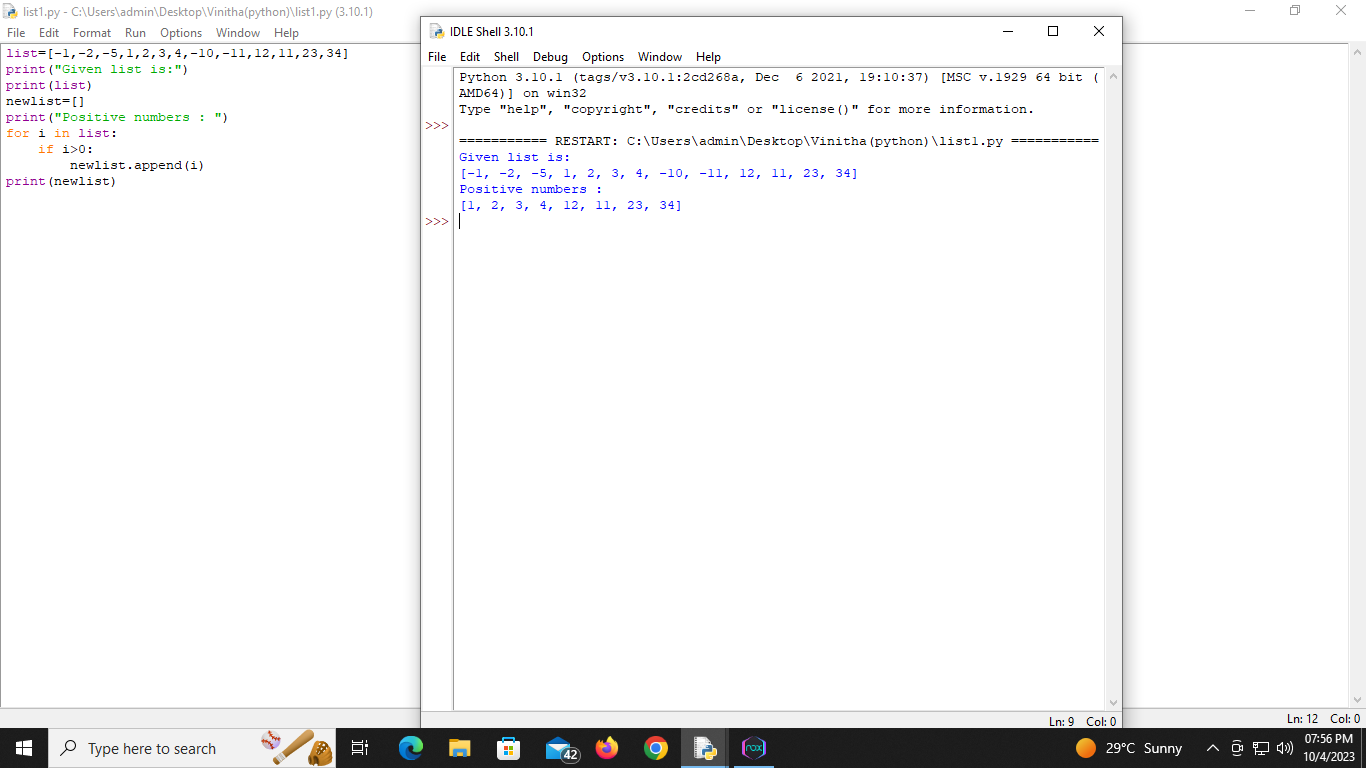 list1.py - C:\Users\admin\Desktop\Vinitha(python)\list1.py (3.10.1)
File Edit Format Run Options Window Help
list=[-1,-2,-5,1,2,3,4,-10,-11,12,11,23,34]
print("Given list is:")
print(list)
newlist=[]
print("Positive numbers : ")
for i in list:
    if i>0:
        newlist.append(i)
print(newlist)
IDLE Shell 3.10.1
File Edit Shell Debug Options Window Help
Python 3.10.1 (tags/v3.10.1:2cd268a, Dec  6 2021, 19:10:37) [MSC v.1929 64 bit (
AMD64)] on win32
Type "help", "copyright", "credits" or "license()" for more information.
>>>
=========== RESTART: C:\Users\admin\Desktop\Vinitha(python)\list1.py ===========
Given list is:
[-1, -2, -5, 1, 2, 3, 4, -10, -11, 12, 11, 23, 34]
Positive numbers :
[1, 2, 3, 4, 12, 11, 23, 34]
>>>
Ln: 9 Col: 0
Ln: 12 Col: 0
Type here to search
42
nox
29°C Sunny
07:56 PM
10/4/2023